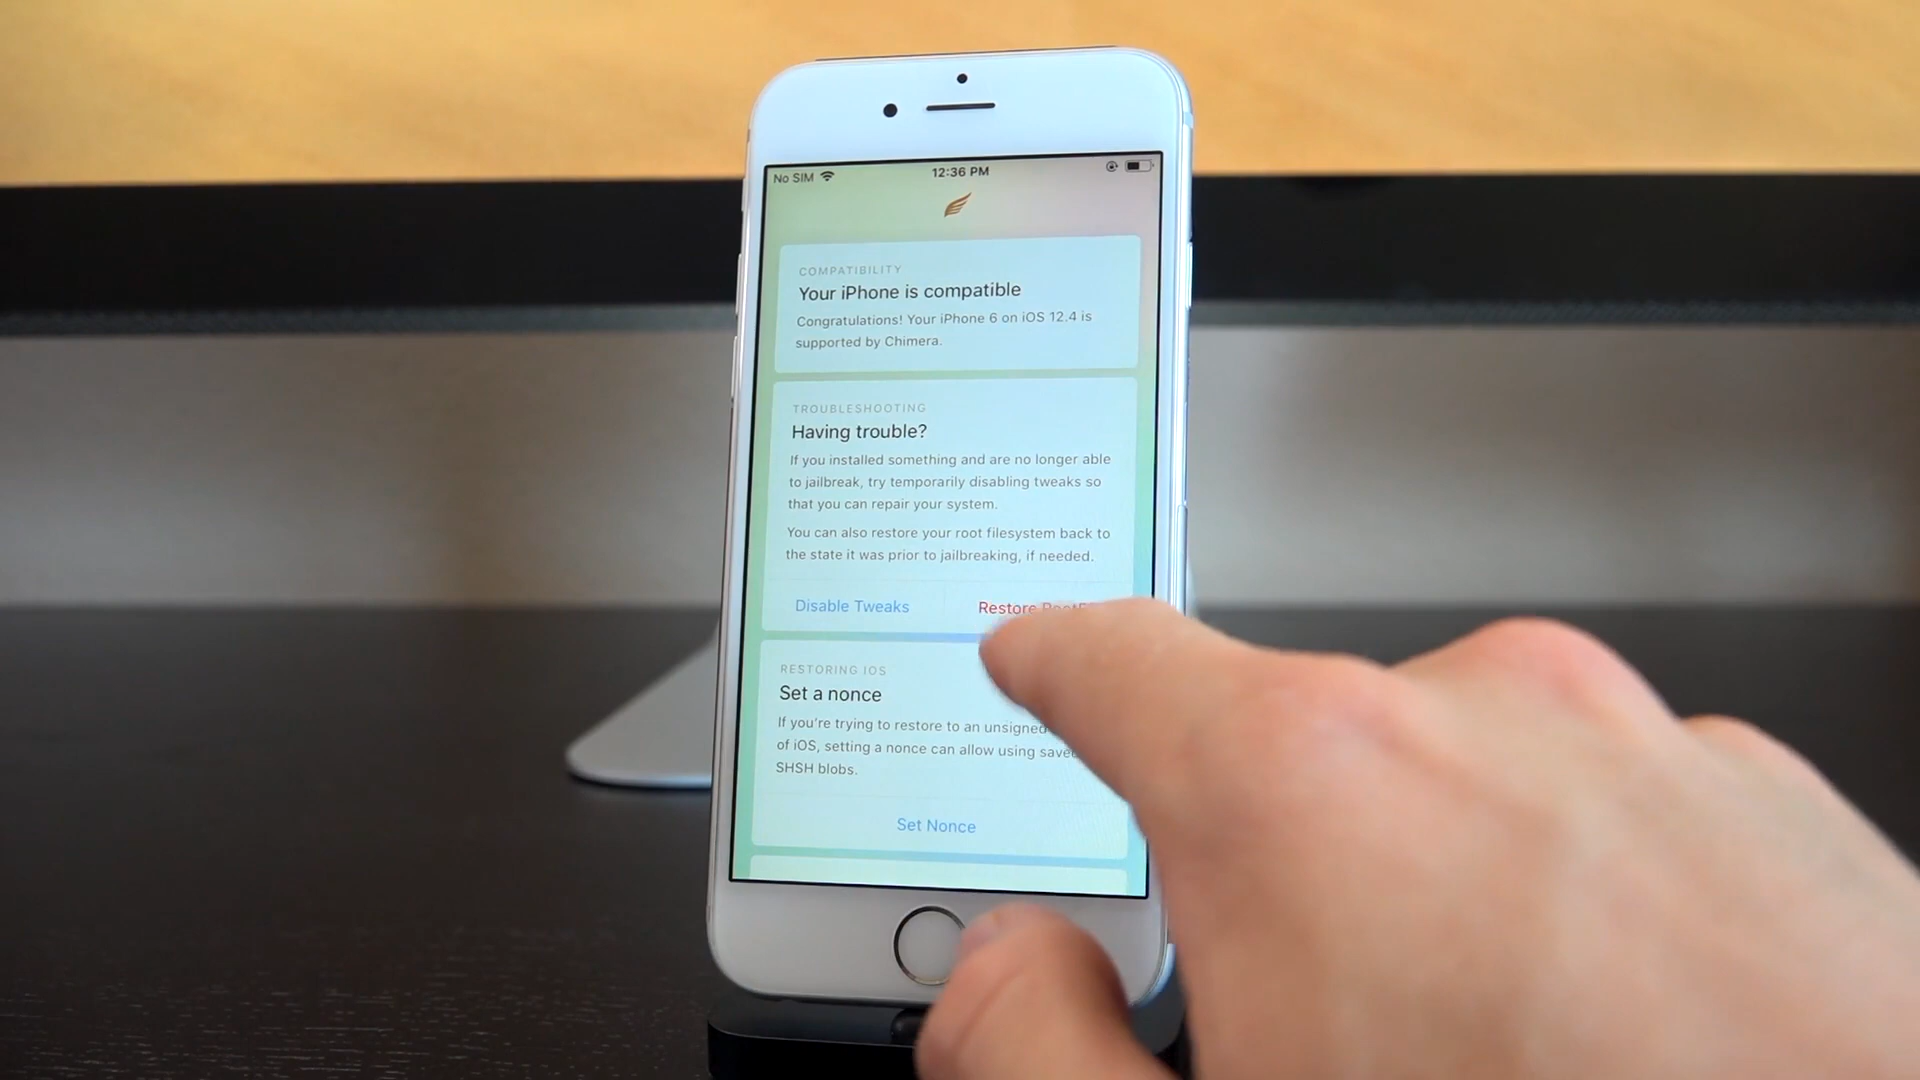 No SIM 12:36 PM
COMPATIBILITY
Your iPhone is compatible
Congratulations! Your iPhone 6 on iOS 12.4 is
supported by Chimera.
TROUBLESHOOTING
Having trouble?
If you installed something and are no longer able
to jailbreak, try temporarily disabling tweaks so
that you can repair your system.
You can also restore your root filesystem back to
the state it was prior to jailbreaking, if needed.
Disable Tweaks Restore
RESTORING IOS
Set a nonce
If you're trying to restore to an unsigned
of iOS, setting a nonce can allow using saved
SHSH blobs.
Set Nonce